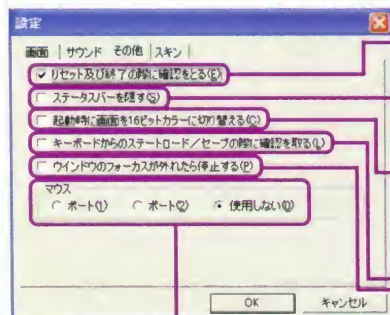 設定
画面 サウンド その他 スキン
リセット及び終了の際に確認をとる(E)
ステータスバーを隠す(S)
起動時に画面を16ビットカラーに切り替える(C)
キーボードからのステートロード/セーブの際に確認を取る(L)
ウインドウのフォーカスが外れたら停止する(P)
マウス
ポート(1) ポート(2) 使用しない(0)
OK キャンセル